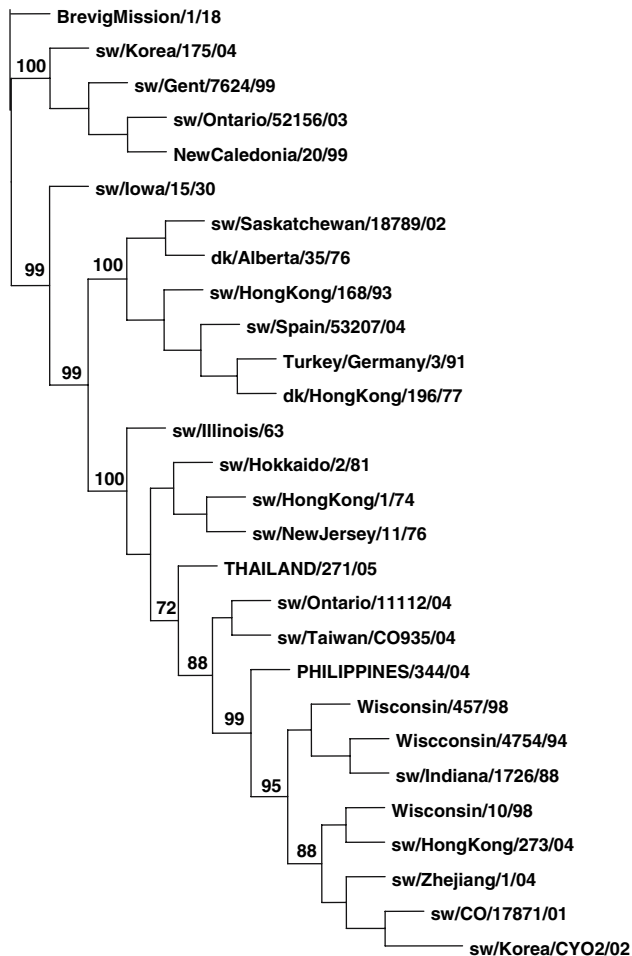 BrevigMission/1/18
sw/Korea/175/04
100
sw/Gent/7624/99
sw/Ontario/52156/03
NewCaledonia/20/99
sw/Iowa/15/30
sw/Saskatchewan/18789/02
dk/Alberta/35/76
100
99
sw/HongKong/168/93
sw/Spain/53207/04
Turkey/Germany/3/91
99
dk/HongKong/196/77
sw/Illinois/63
sw/Hokkaido/2/81
100
sw/HongKong/1/74
sw/NewJersey/11/76
THAILAND/271/05
72
sw/Ontario/11112/04
sw/Taiwan/CO935/04
88
PHILIPPINES/344/04
Wisconsin/457/98
99
Wiscconsin/4754/94
sw/Indiana/1726/88
95
Wisconsin/10/98
sw/HongKong/273/04
88
sw/Zhejiang/1/04
sw/CO/17871/01
sw/Korea/CYO2/02